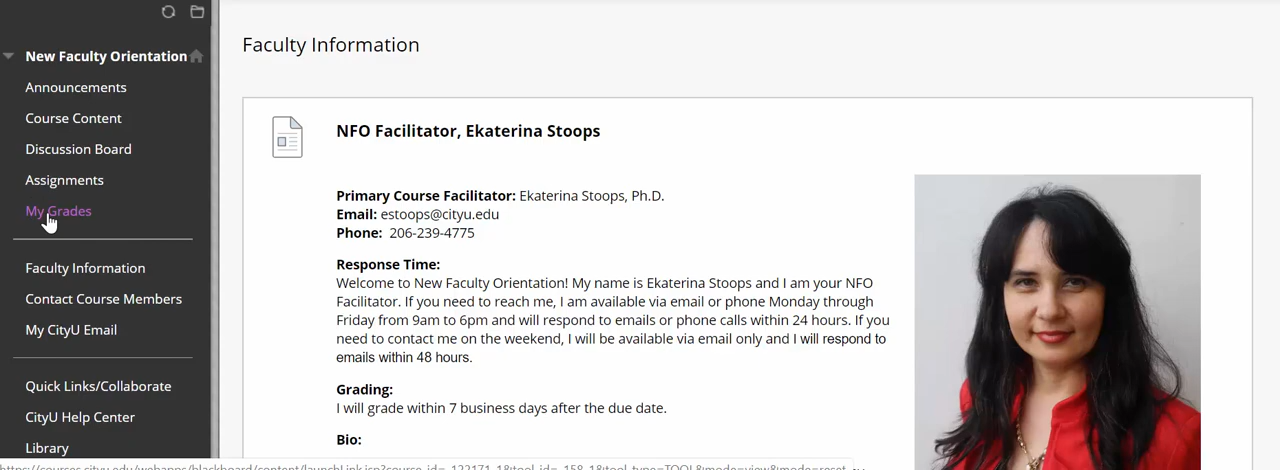 New Faculty Orientation
Announcements
Course Content
Discussion Board
Assignments
My Grades
Faculty Information
Contact Course Members
My CityU Email
Quick Links/Collaborate
CityU Help Center
Library
Faculty Information
NFO Facilitator, Ekaterina Stoops
Primary Course Facilitator: Ekaterina Stoops, Ph.D.
Email: estoops@cityu.edu
Phone: 206-239-4775
Response Time:
Welcome to New Faculty Orientation! My name is Ekaterina Stoops and I am your NFO
Facilitator. If you need to reach me, I am available via email or phone Monday through
Friday from 9am to 6pm and will respond to emails or phone calls within 24 hours. If you
need to contact me on the weekend, I will be available via email only and I will respond to
emails within 48 hours.
Grading:
I will grade within 7 business days after the due date.
Bio: